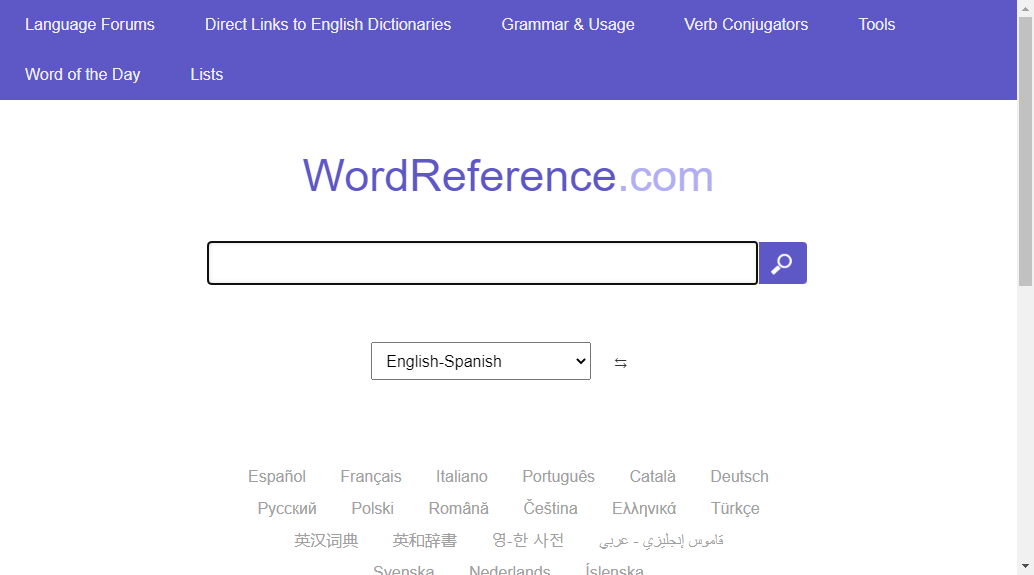 Language Forums Direct Links to English Dictionaries Grammar & Usage Verb Conjugators Tools
Word of the Day Lists
WordReference.com
English-Spanish ⇆
Español Français Italiano Português Català Deutsch
Русский Polski Română Čeština Ελληνικά Türkçe
英汉词典 英和辞書 영-한 사전 قاموس إنجليزي - عربي
Svenska Nederlands Íslenska